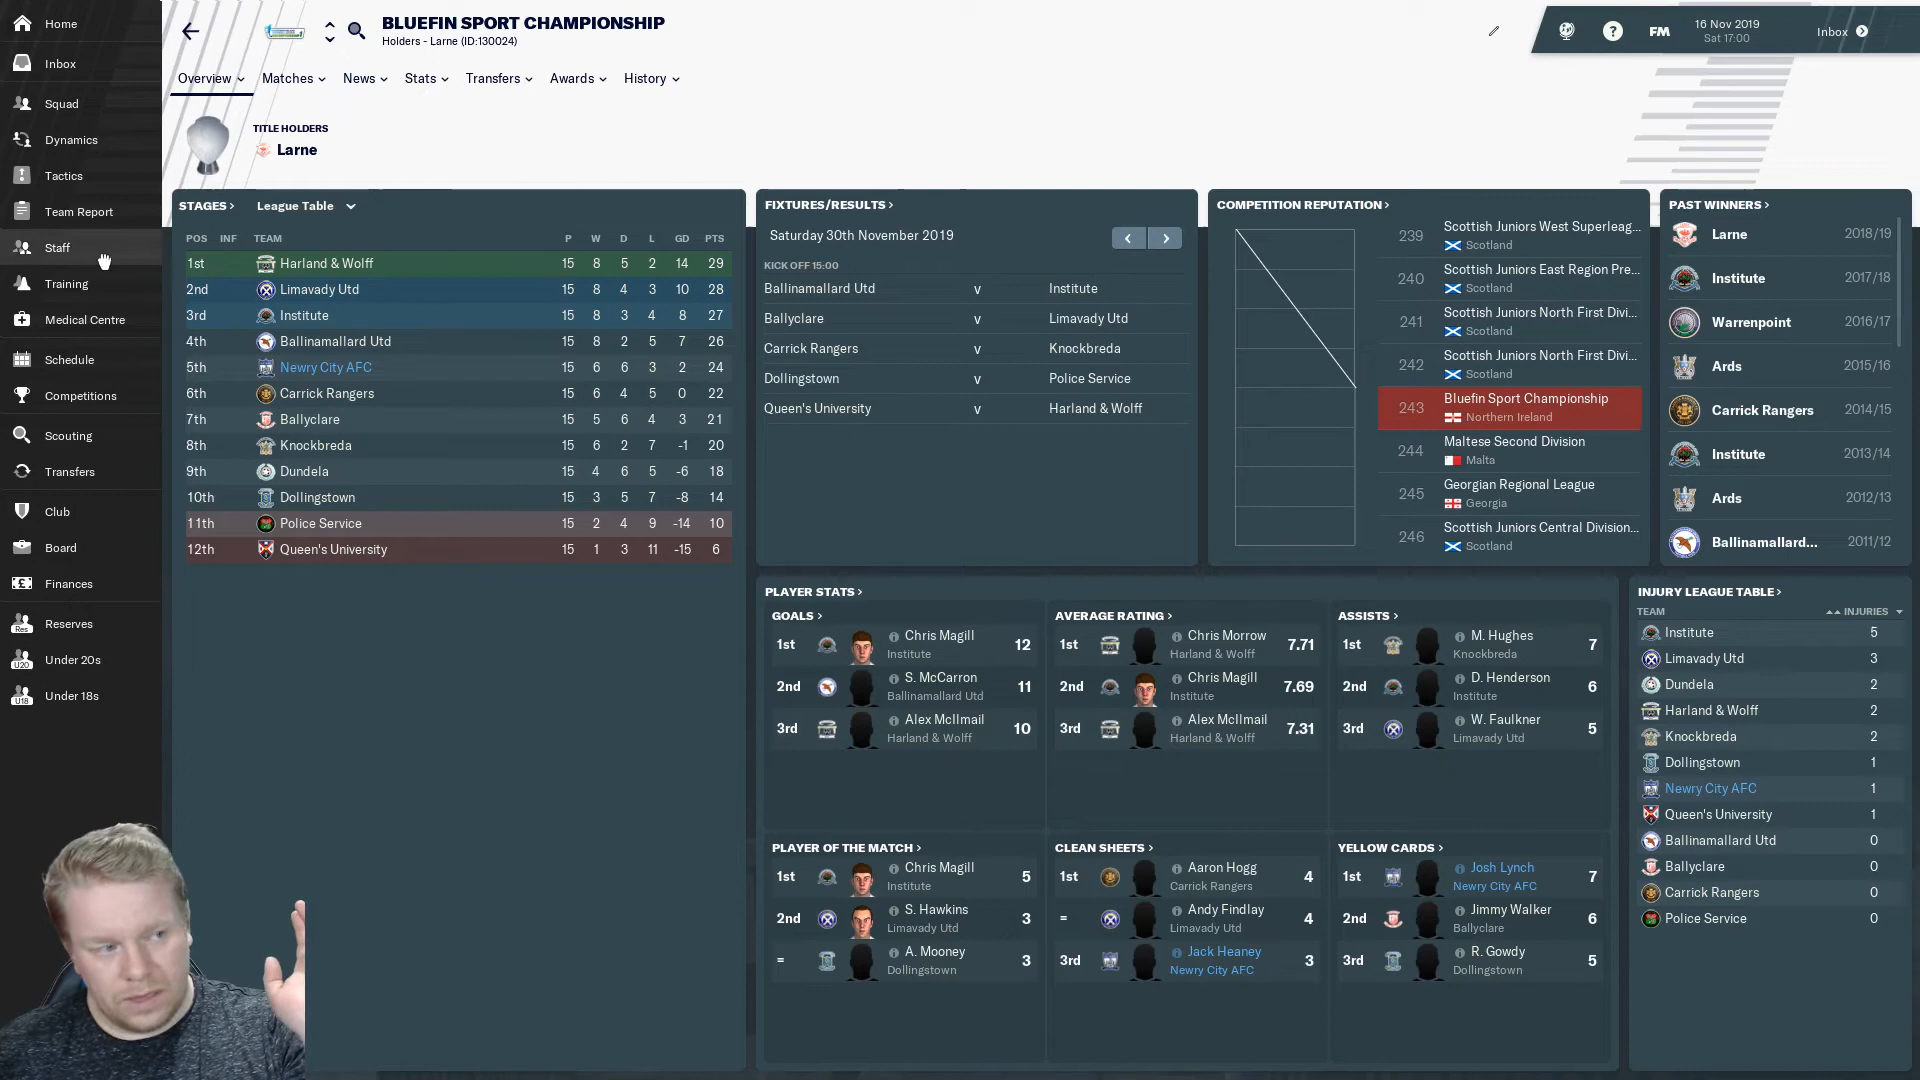 Home
Inbox
Squad
Dynamics
Tactics
Team Report
Staff
Training
Medical Centre
Schedule
Competitions
Scouting
Transfers
Club
Board
Finances
Res
Reserves
U20
Under 20s
U18
Under 18s
BLUEFIN SPORT CHAMPIONSHIP
Holders - Larne (ID:130024)
FM
16 Nov 2019
Sat 17:00
Inbox
Overview Matches News Stats Transfers Awards History
TITLE HOLDERS
Larne
STAGES > League Table
POS INF TEAM P W D L GD PTS
1st Harland & Wolff 15 8 5 2 14 29
2nd Limavady Utd 15 8 4 3 10 28
3rd Institute 15 8 3 4 8 27
4th Ballinamallard Utd 15 8 2 5 7 26
5th Newry City AFC 15 6 6 3 2 24
6th Carrick Rangers 15 6 4 5 0 22
7th Ballyclare 15 5 6 4 3 21
8th Knockbreda 15 6 2 7 -1 20
9th Dundela 15 4 6 5 -6 18
10th Dollingstown 15 3 5 7 -8 14
11th Police Service 15 2 4 9 -14 10
12th Queen's University 15 1 3 11 -15 6
FIXTURES/RESULTS >
Saturday 30th November 2019
KICK OFF 15:00
Ballinamallard Utd v Institute
Ballyclare v Limavady Utd
Carrick Rangers v Knockbreda
Dollingstown v Police Service
Queen's University v Harland & Wolff
COMPETITION REPUTATION >
239 Scottish Juniors West Superleag...
Scotland
240 Scottish Juniors East Region Pre...
Scotland
241 Scottish Juniors North First Divi...
Scotland
242 Scottish Juniors North First Divi...
Scotland
243 Bluefin Sport Championship
Northern Ireland
244 Maltese Second Division
Malta
245 Georgian Regional League
Georgia
246 Scottish Juniors Central Division...
Scotland
PAST WINNERS >
Larne 2018/19
Institute 2017/18
Warrenpoint 2016/17
Ards 2015/16
Carrick Rangers 2014/15
Institute 2013/14
Ards 2012/13
Ballinamallard... 2011/12
PLAYER STATS >
GOALS >
1st Chris Magill 12
Institute
2nd S. McCarron 11
Ballinamallard Utd
3rd Alex McIlmail 10
Harland & Wolff
AVERAGE RATING >
1st Chris Morrow 7.71
Harland & Wolff
2nd Chris Magill 7.69
Institute
3rd Alex McIlmail 7.31
Harland & Wolff
ASSISTS >
1st M. Hughes 7
Knockbreda
2nd D. Henderson 6
Institute
3rd W. Faulkner 5
Limavady Utd
PLAYER OF THE MATCH >
1st Chris Magill 5
Institute
2nd S. Hawkins 3
Limavady Utd
= A. Mooney 3
Dollingstown
CLEAN SHEETS >
1st Aaron Hogg 4
Carrick Rangers
= Andy Findlay 4
Limavady Utd
3rd Jack Heaney 3
Newry City AFC
YELLOW CARDS >
1st Josh Lynch 7
Newry City AFC
2nd Jimmy Walker 6
Ballyclare
3rd R. Gowdy 5
Dollingstown
INJURY LEAGUE TABLE >
TEAM INJURIES
Institute 5
Limavady Utd 3
Dundela 2
Harland & Wolff 2
Knockbreda 2
Dollingstown 1
Newry City AFC 1
Queen's University 1
Ballinamallard Utd 0
Ballyclare 0
Carrick Rangers 0
Police Service 0